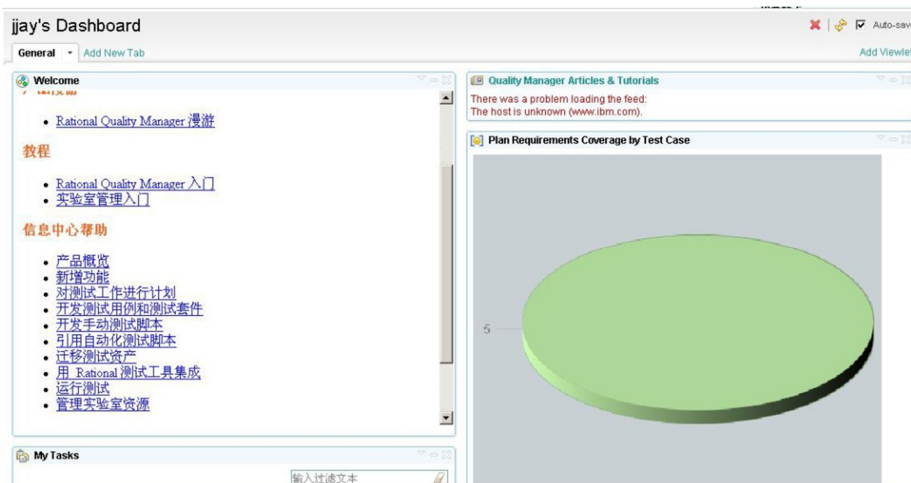 jjay's Dashboard
Auto-save
General
Add New Tab
Add Viewlet
Welcome
Rational Quality Manager 漫游
教程
Rational Quality Manager 入门
实验室管理入门
信息中心帮助
产品概览
新增功能
对测试工作进行计划
开发测试用例和测试套件
开发手动测试脚本
引用自动化测试脚本
迁移测试资产
用 Rational 测试工具集成
运行测试
管理实验室资源
My Tasks
输入过滤文本
Quality Manager Articles & Tutorials
There was a problem loading the feed:
The host is unknown (www.ibm.com).
Plan Requirements Coverage by Test Case
5